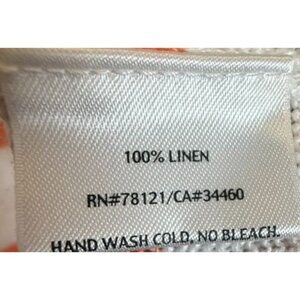 100% LINEN
RN#78121/CA#34460
HAND WASH COLD. NO BLEACH.